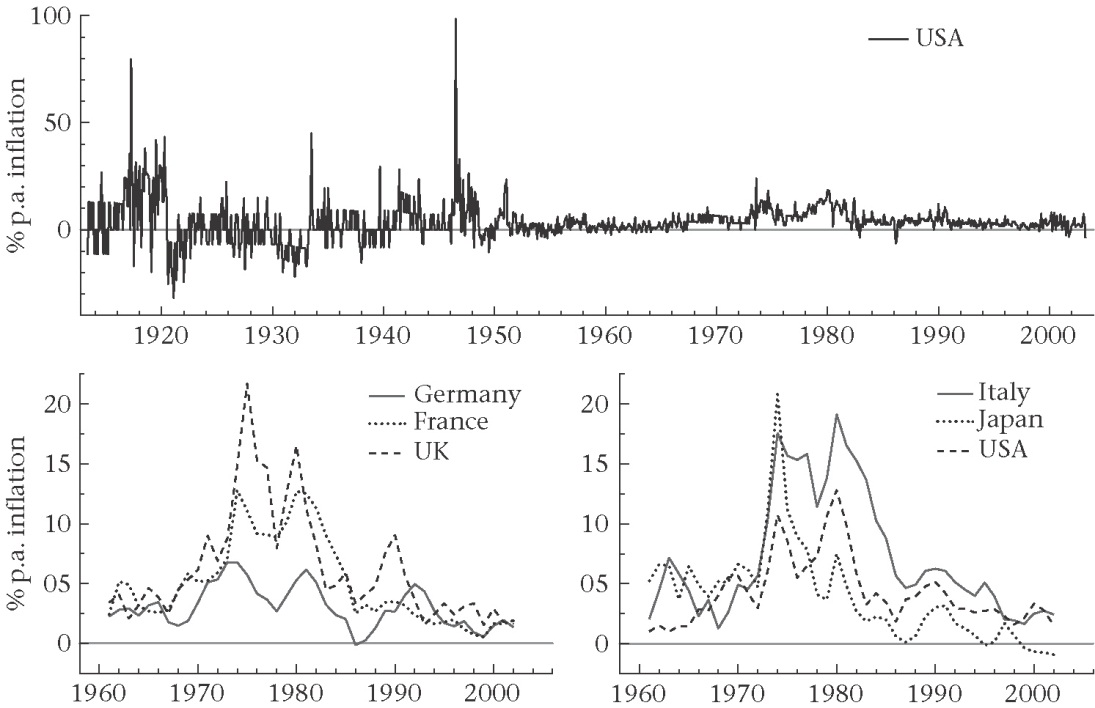 100
USA
% p.a. inflation
50
0
1920 1930 1940 1950 1960 1970 1980 1990 2000
Germany
France
UK
20
15
10
05
0
% p.a. inflation
1960 1970 1980 1990 2000
Italy
Japan
USA
20
15
10
05
0
% p.a. inflation
1960 1970 1980 1990 2000